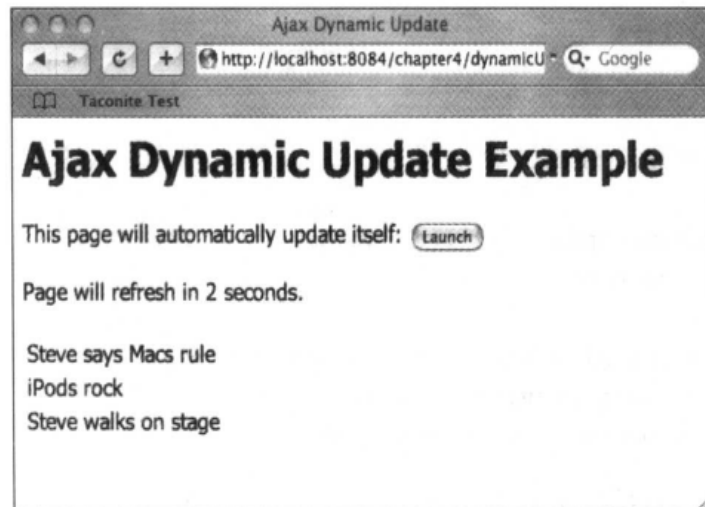 Ajax Dynamic Update
http://localhost:8084/chapter4/dynamicU
Google
Taconite Test
Ajax Dynamic Update Example
This page will automatically update itself: Launch
Page will refresh in 2 seconds.
Steve says Macs rule
iPods rock
Steve walks on stage